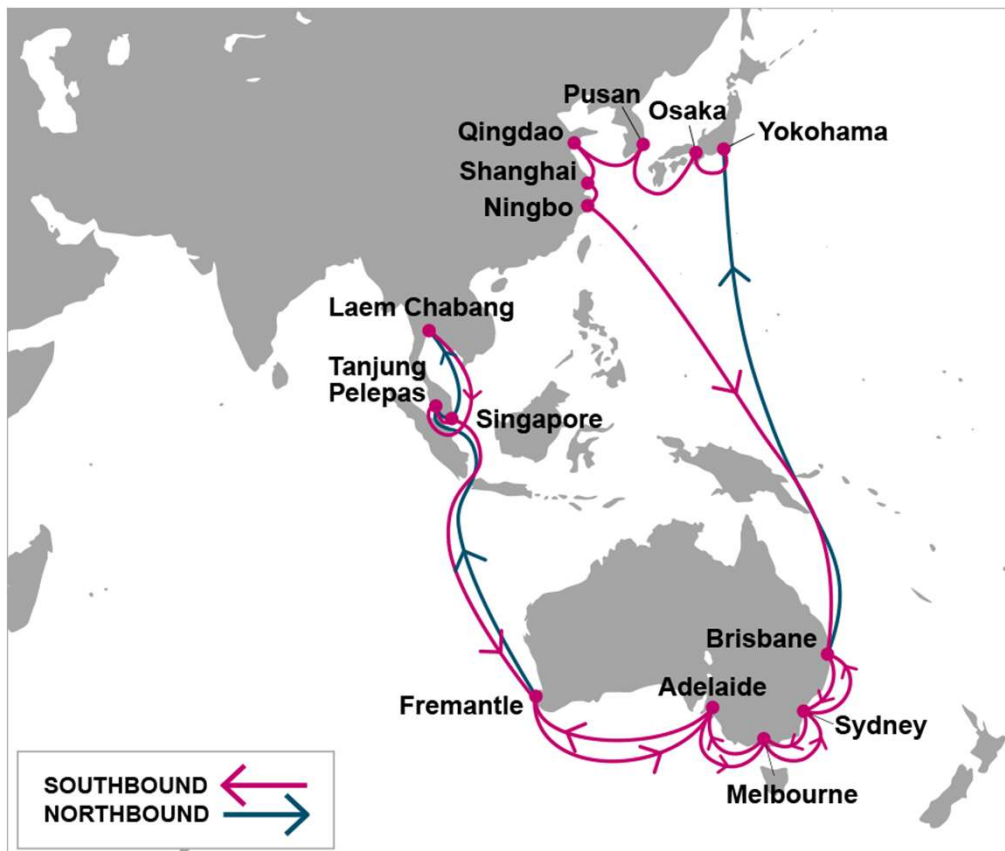 Pusan
Osaka
Qingdao
Yokohama
Shanghai
Ningbo
Laem Chabang
Tanjung
Pelepas
Singapore
Brisbane
Adelaide
Fremantle
Sydney
Melbourne
SOUTHBOUND
NORTHBOUND